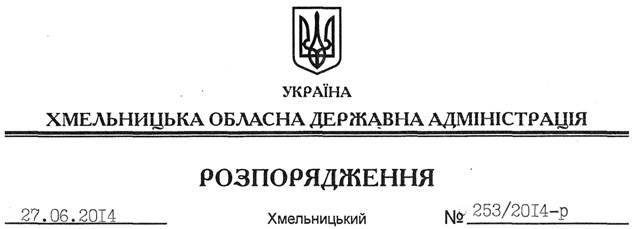 УКРАЇНА
ХМЕЛЬНИЦЬКА ОБЛАСНА ДЕРЖАВНА АДМІНІСТРАЦІЯ
РОЗПОРЯДЖЕННЯ
27.06.2014 Хмельницький № 253/2014-р